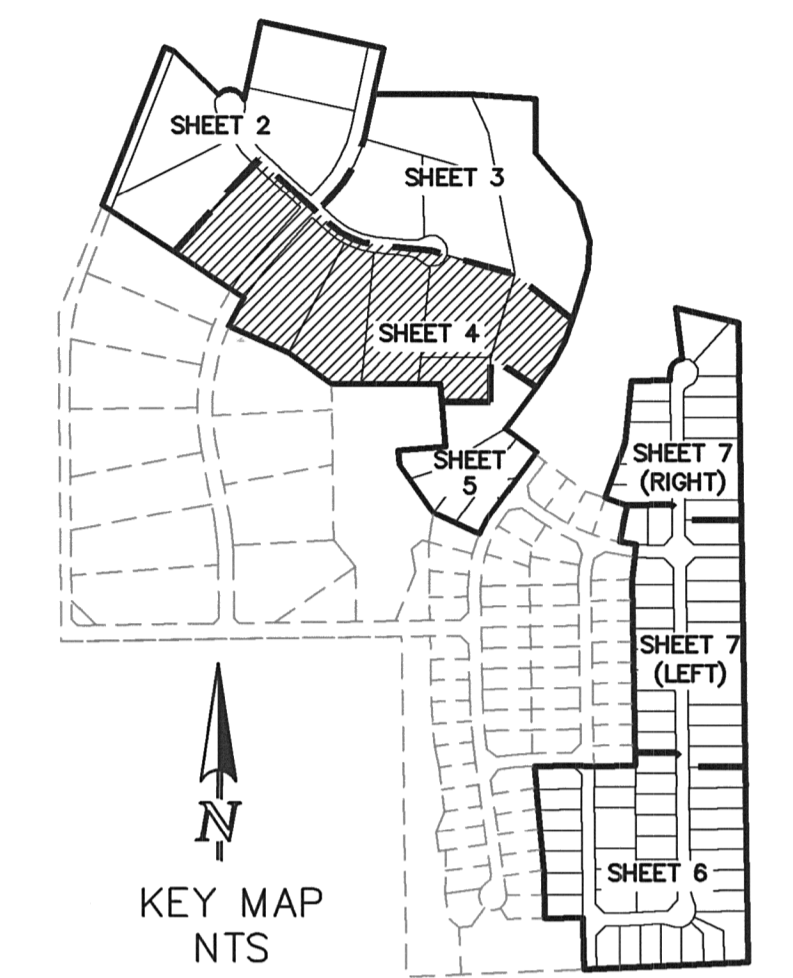 SHEET 2
SHEET 3
SHEET 4
SHEET
5
SHEET 7
(RIGHT)
SHEET 7
(LEFT)
SHEET 6
N
KEY MAP
NTS